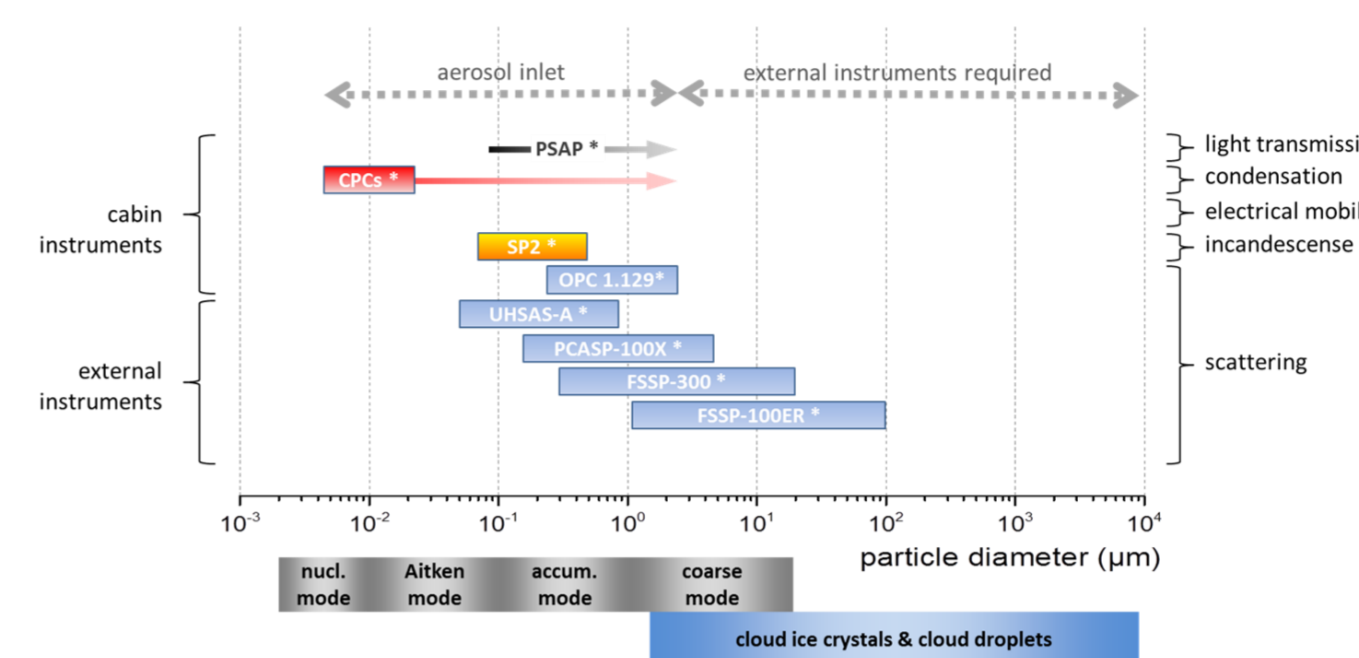 aerosol inlet
external instruments required
PSAP *
light transmissi
CPCs *
condensation
electrical mobil
cabin
instruments
SP2 *
incandescense
OPC 1.129*
UHSAS-A *
PCASP-100X *
scattering
external
instruments
FSSP-300 *
FSSP-100ER *
10⁻³ 10⁻² 10⁻¹ 10⁰ 10¹ 10² 10³ 10⁴
particle diameter (µm)
nucl.
mode
Aitken
mode
accum.
mode
coarse
mode
cloud ice crystals & cloud droplets